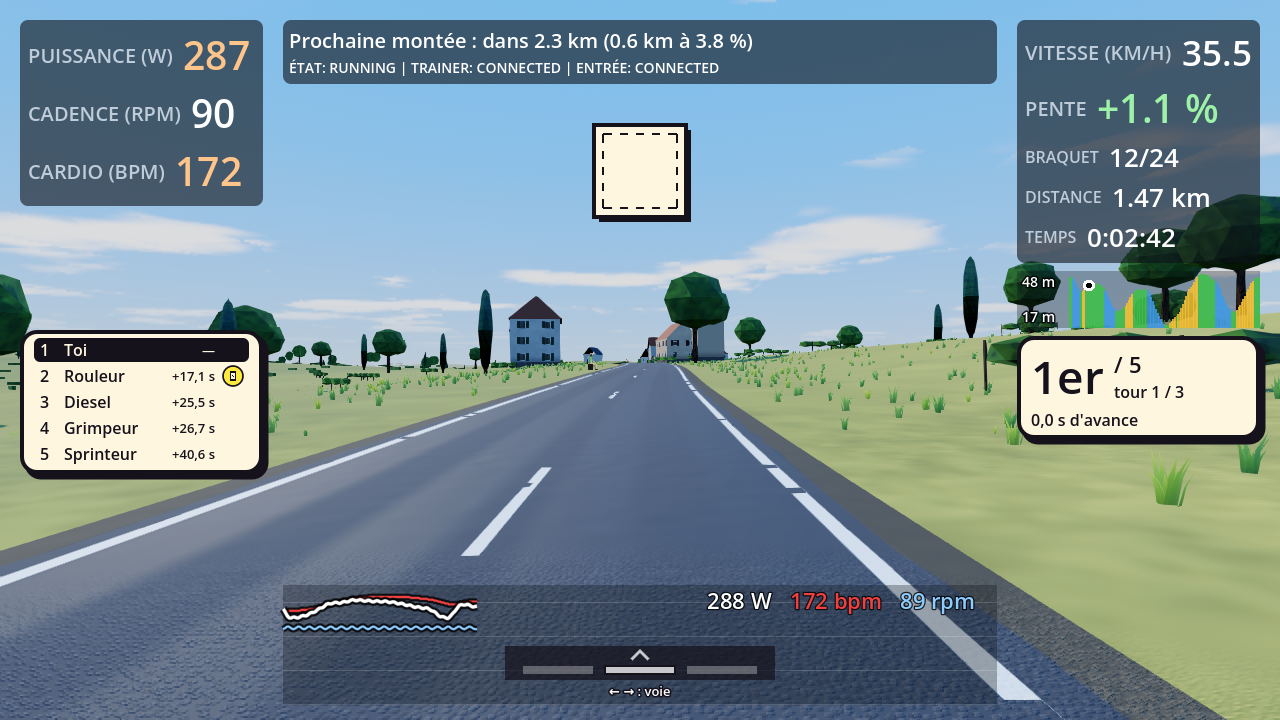 PUISSANCE (W) 287
CADENCE (RPM) 90
CARDIO (BPM) 172
Prochaine montée : dans 2.3 km (0.6 km à 3.8 %)
ÉTAT: RUNNING | TRAINER: CONNECTED | ENTRÉE: CONNECTED
VITESSE (KM/H) 35.5
PENTE +1.1 %
BRAQUET 12/24
DISTANCE 1.47 km
TEMPS 0:02:42
48 m
17 m
1 Toi —
2 Rouleur +17,1 s
3 Diesel +25,5 s
4 Grimpeur +26,7 s
5 Sprinteur +40,6 s
1er / 5
tour 1 / 3
0,0 s d'avance
288 W 172 bpm 89 rpm
← → : voie